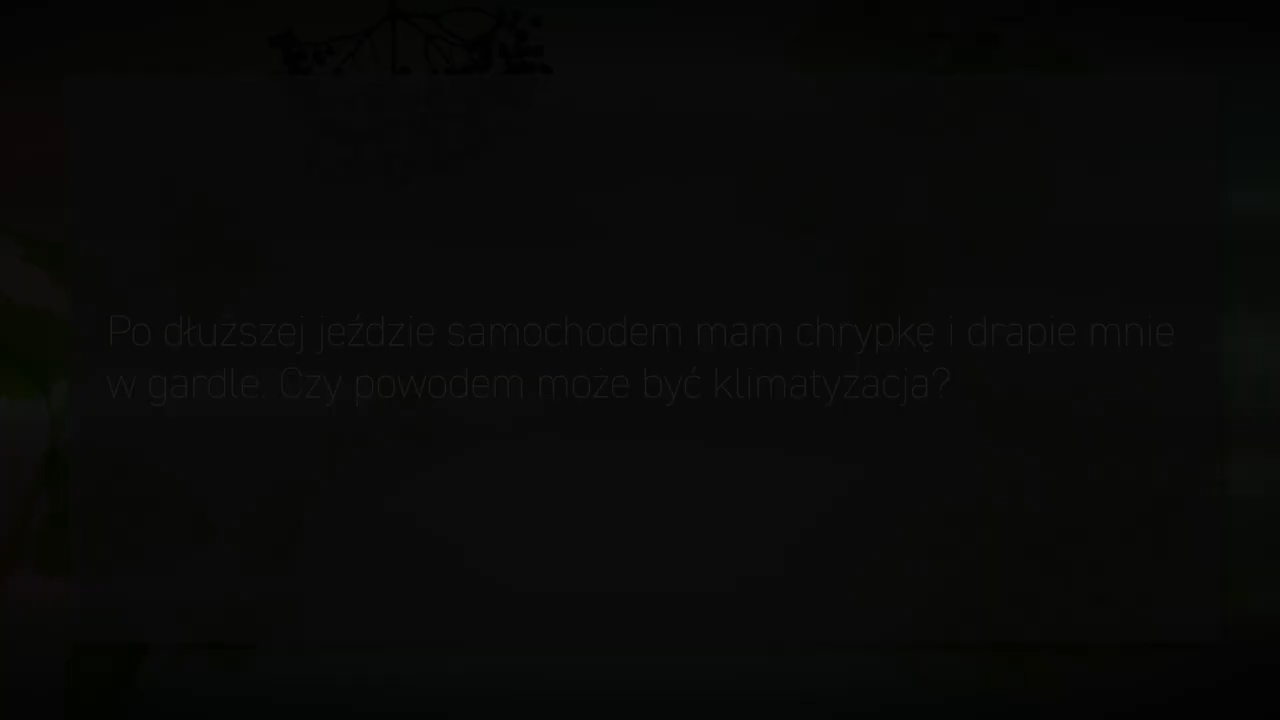 Po dłuższej jeździe samochodem mam chrypkę i drapie mnie
w gardle. Czy powodem może być klimatyzacja?